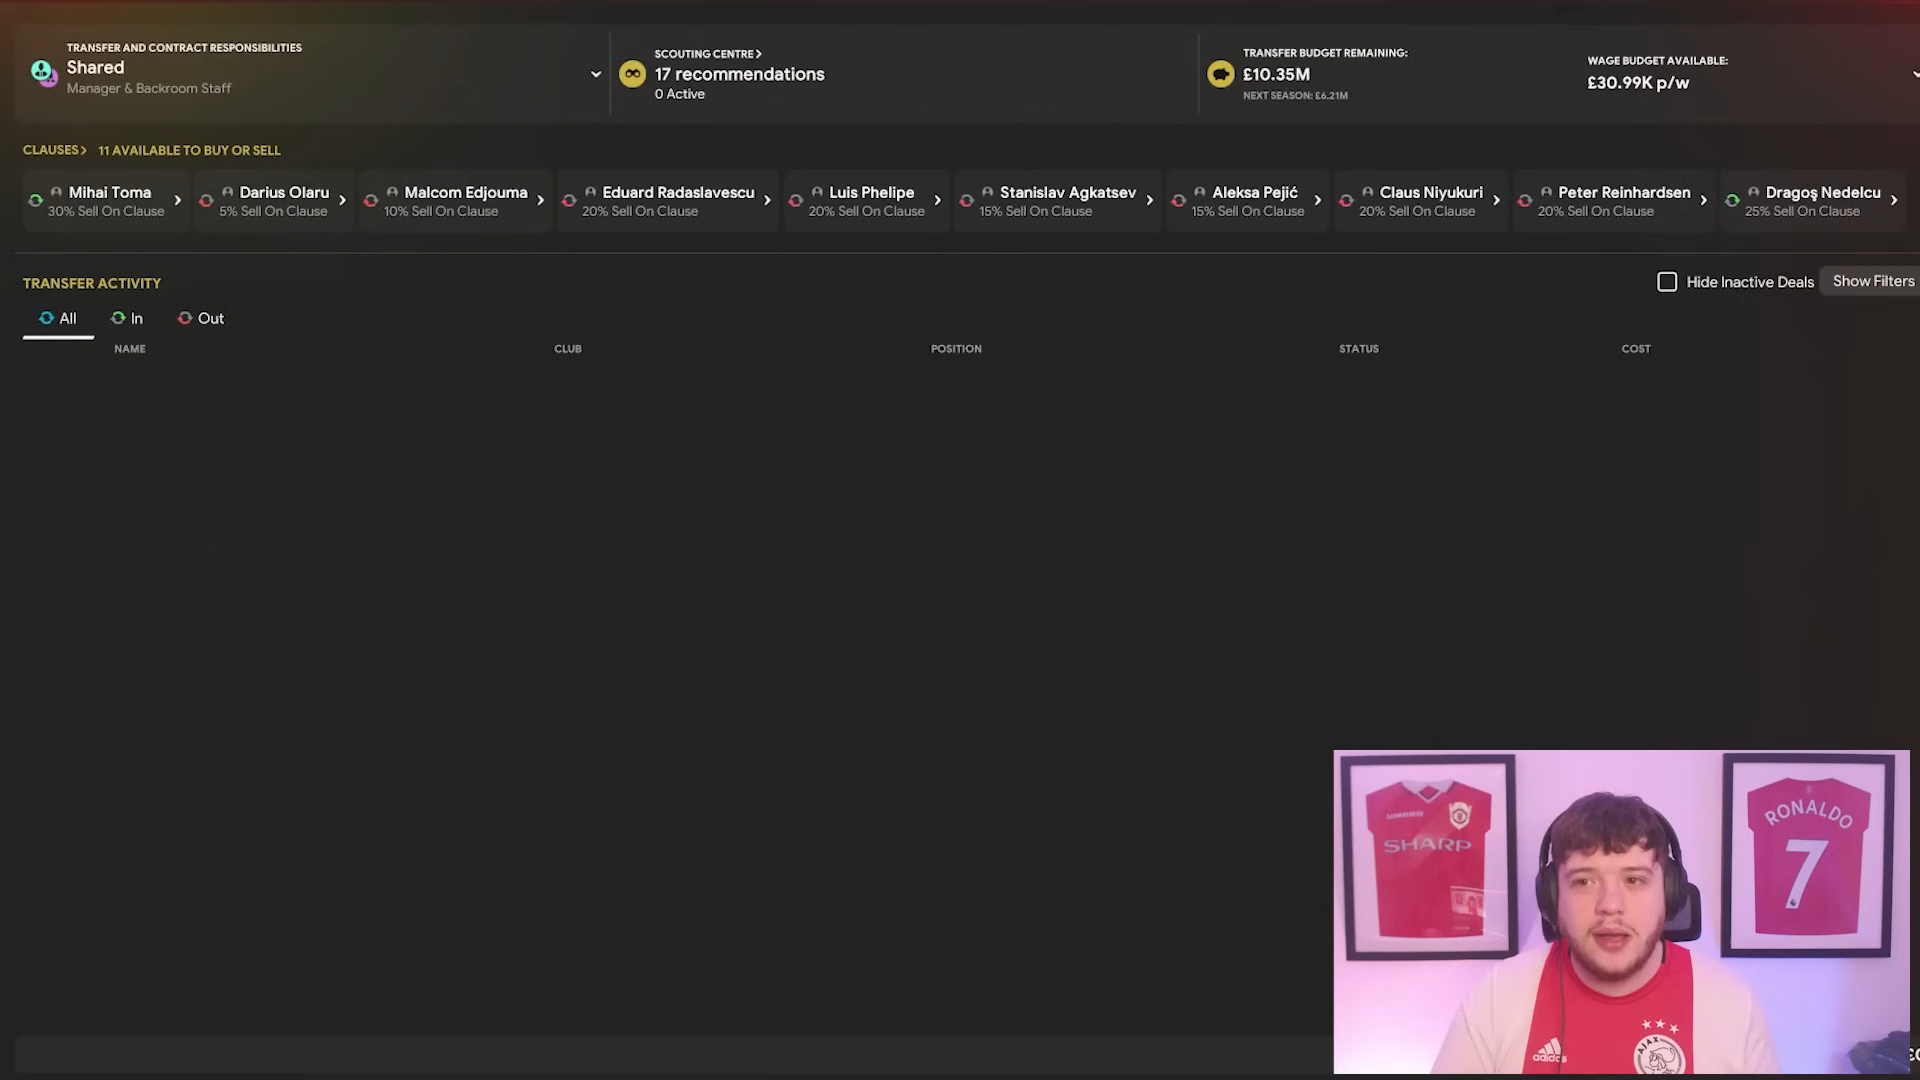 TRANSFER AND CONTRACT RESPONSIBILITIES
Shared
Manager & Backroom Staff
SCOUTING CENTRE
17 recommendations
0 Active
TRANSFER BUDGET REMAINING:
£10.35M
NEXT SEASON: £6.21M
WAGE BUDGET AVAILABLE:
£30.99K p/w
CLAUSES 11 AVAILABLE TO BUY OR SELL
Mihai Toma
30% Sell On Clause
Darius Olaru
5% Sell On Clause
Malcom Edjouma
10% Sell On Clause
Eduard Radaslavescu
20% Sell On Clause
Luis Phelipe
20% Sell On Clause
Stanislav Agkatsev
15% Sell On Clause
Aleksa Pejić
15% Sell On Clause
Claus Niyukuri
20% Sell On Clause
Peter Reinhardsen
20% Sell On Clause
Dragoş Nedelcu
25% Sell On Clause
TRANSFER ACTIVITY
Hide Inactive Deals
Show Filters
All In Out
NAME CLUB POSITION STATUS COST
UMBRO
SHARP
RONALDO
7
adidas
AJAX